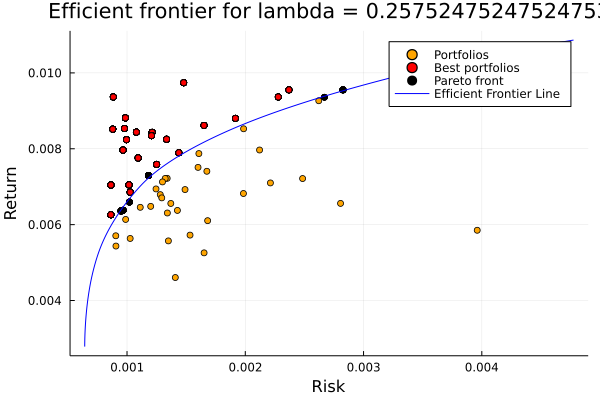 Efficient frontier for lambda = 0.2575247524752475
Portfolios
Best portfolios
Pareto front
Efficient Frontier Line
Return
0.010
0.008
0.006
0.004
0.001
0.002
0.003
0.004
Risk